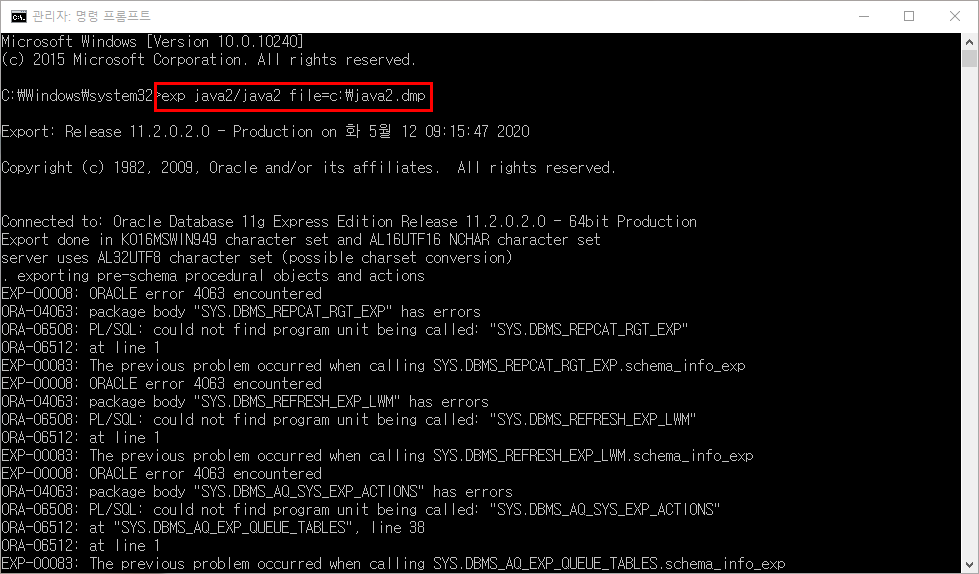 관리자: 명령 프롬프트
Microsoft Windows [Version 10.0.10240]
(c) 2015 Microsoft Corporation. All rights reserved.
C:₩Windows₩system32>exp java2/java2 file=c:₩java2.dmp
Export: Release 11.2.0.2.0 - Production on 화 5월 12 09:15:47 2020
Copyright (c) 1982, 2009, Oracle and/or its affiliates.  All rights reserved.
Connected to: Oracle Database 11g Express Edition Release 11.2.0.2.0 - 64bit Production
Export done in KO16MSWIN949 character set and AL16UTF16 NCHAR character set
server uses AL32UTF8 character set (possible charset conversion)
. exporting pre-schema procedural objects and actions
EXP-00008: ORACLE error 4063 encountered
ORA-04063: package body "SYS.DBMS_REPCAT_RGT_EXP" has errors
ORA-06508: PL/SQL: could not find program unit being called: "SYS.DBMS_REPCAT_RGT_EXP"
ORA-06512: at line 1
EXP-00083: The previous problem occurred when calling SYS.DBMS_REPCAT_RGT_EXP.schema_info_exp
EXP-00008: ORACLE error 4063 encountered
ORA-04063: package body "SYS.DBMS_REFRESH_EXP_LWM" has errors
ORA-06508: PL/SQL: could not find program unit being called: "SYS.DBMS_REFRESH_EXP_LWM"
ORA-06512: at line 1
EXP-00083: The previous problem occurred when calling SYS.DBMS_REFRESH_EXP_LWM.schema_info_exp
EXP-00008: ORACLE error 4063 encountered
ORA-04063: package body "SYS.DBMS_AQ_SYS_EXP_ACTIONS" has errors
ORA-06508: PL/SQL: could not find program unit being called: "SYS.DBMS_AQ_SYS_EXP_ACTIONS"
ORA-06512: at "SYS.DBMS_AQ_EXP_QUEUE_TABLES", line 38
ORA-06512: at line 1
EXP-00083: The previous problem occurred when calling SYS.DBMS_AQ_EXP_QUEUE_TABLES.schema_info_exp